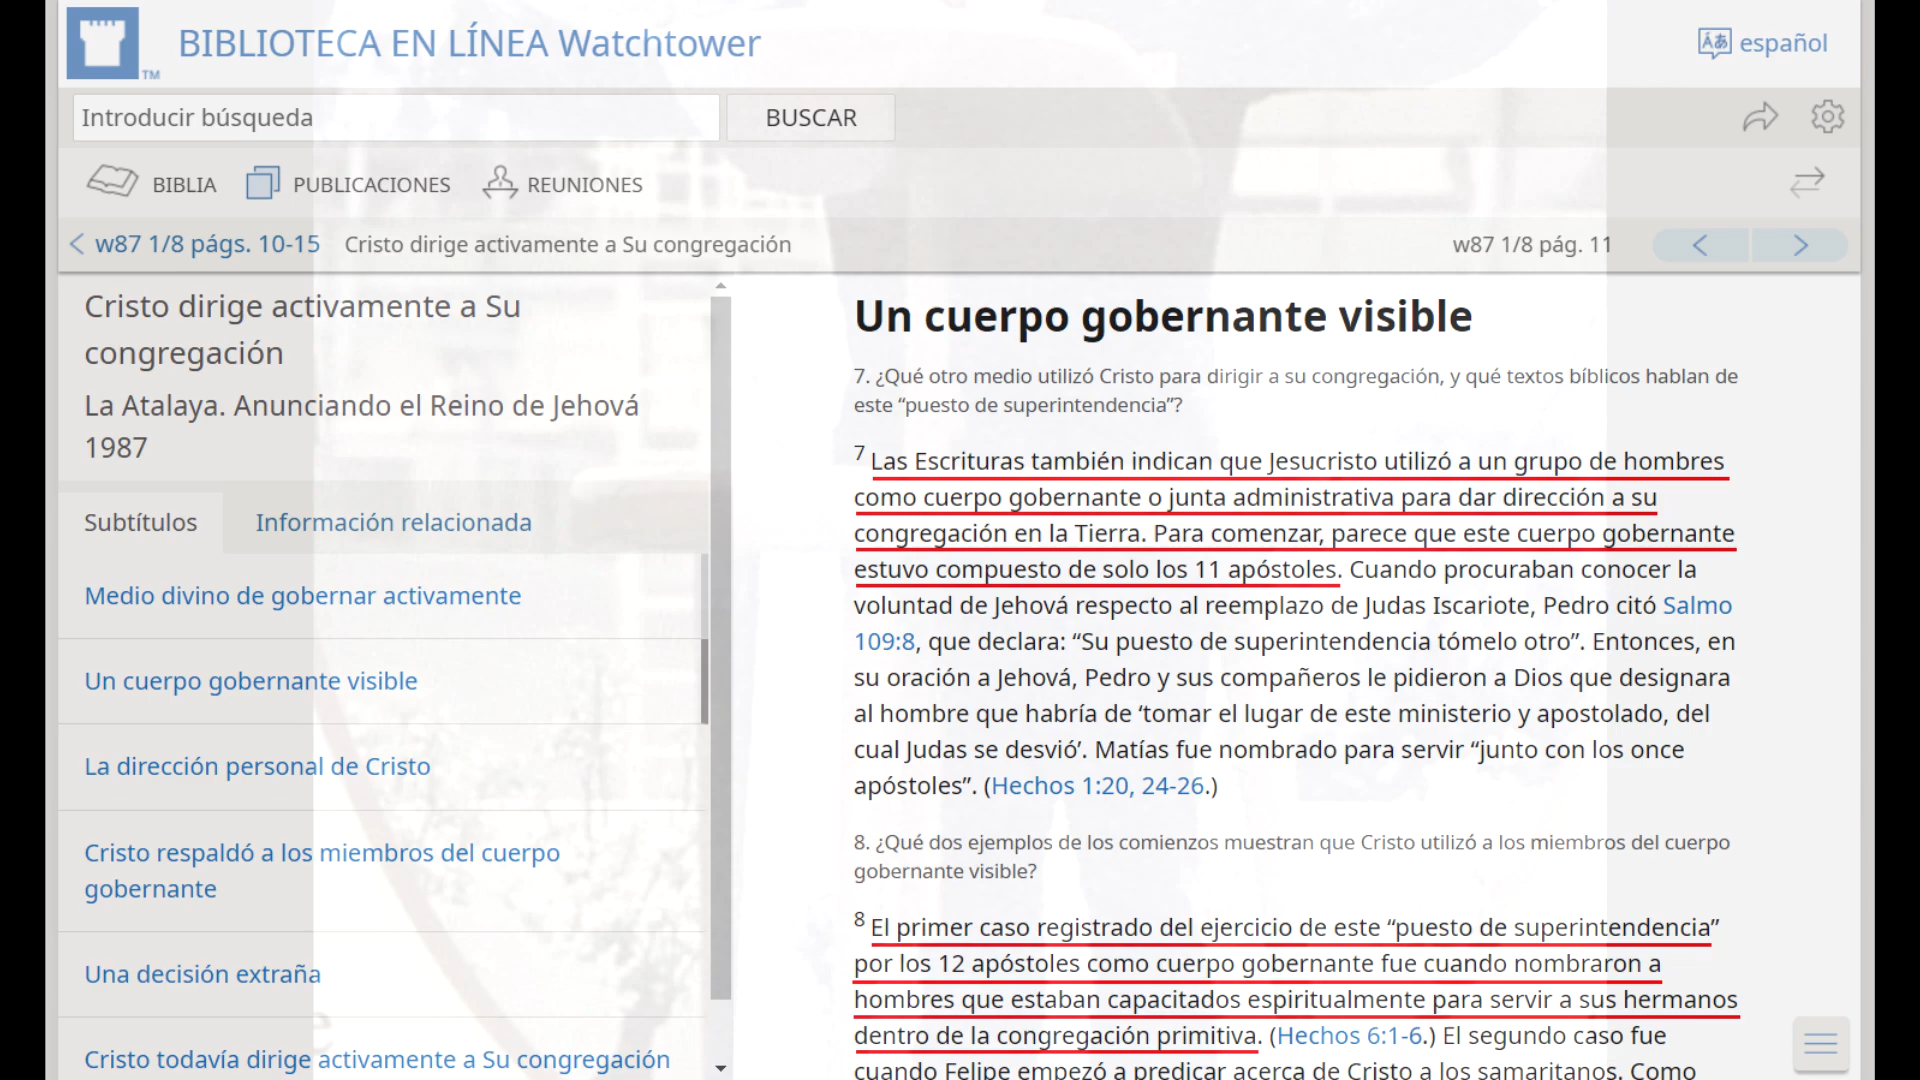 BIBLIOTECA EN LÍNEA Watchtower
TM
español
Introducir búsqueda
BUSCAR
BIBLIA
PUBLICACIONES
REUNIONES
w87 1/8 págs. 10-15
Cristo dirige activamente a Su congregación
w87 1/8 pág. 11
Cristo dirige activamente a Su
congregación
La Atalaya. Anunciando el Reino de Jehová
1987
Subtítulos
Información relacionada
Medio divino de gobernar activamente
Un cuerpo gobernante visible
La dirección personal de Cristo
Cristo respaldó a los miembros del cuerpo
gobernante
Una decisión extraña
Cristo todavía dirige activamente a Su congregación
Un cuerpo gobernante visible
7. ¿Qué otro medio utilizó Cristo para dirigir a su congregación, y qué textos bíblicos hablan de
este “puesto de superintendencia”?
7 Las Escrituras también indican que Jesucristo utilizó a un grupo de hombres
como cuerpo gobernante o junta administrativa para dar dirección a su
congregación en la Tierra. Para comenzar, parece que este cuerpo gobernante
estuvo compuesto de solo los 11 apóstoles. Cuando procuraban conocer la
voluntad de Jehová respecto al reemplazo de Judas Iscariote, Pedro citó Salmo
109:8, que declara: “Su puesto de superintendencia tómelo otro”. Entonces, en
su oración a Jehová, Pedro y sus compañeros le pidieron a Dios que designara
al hombre que habría de ‘tomar el lugar de este ministerio y apostolado, del
cual Judas se desvió’. Matías fue nombrado para servir “junto con los once
apóstoles”. (Hechos 1:20, 24-26.)
8. ¿Qué dos ejemplos de los comienzos muestran que Cristo utilizó a los miembros del cuerpo
gobernante visible?
8 El primer caso registrado del ejercicio de este “puesto de superintendencia”
por los 12 apóstoles como cuerpo gobernante fue cuando nombraron a
hombres que estaban capacitados espiritualmente para servir a sus hermanos
dentro de la congregación primitiva. (Hechos 6:1-6.) El segundo caso fue
cuando Felipe empezó a predicar acerca de Cristo a los samaritanos. Como